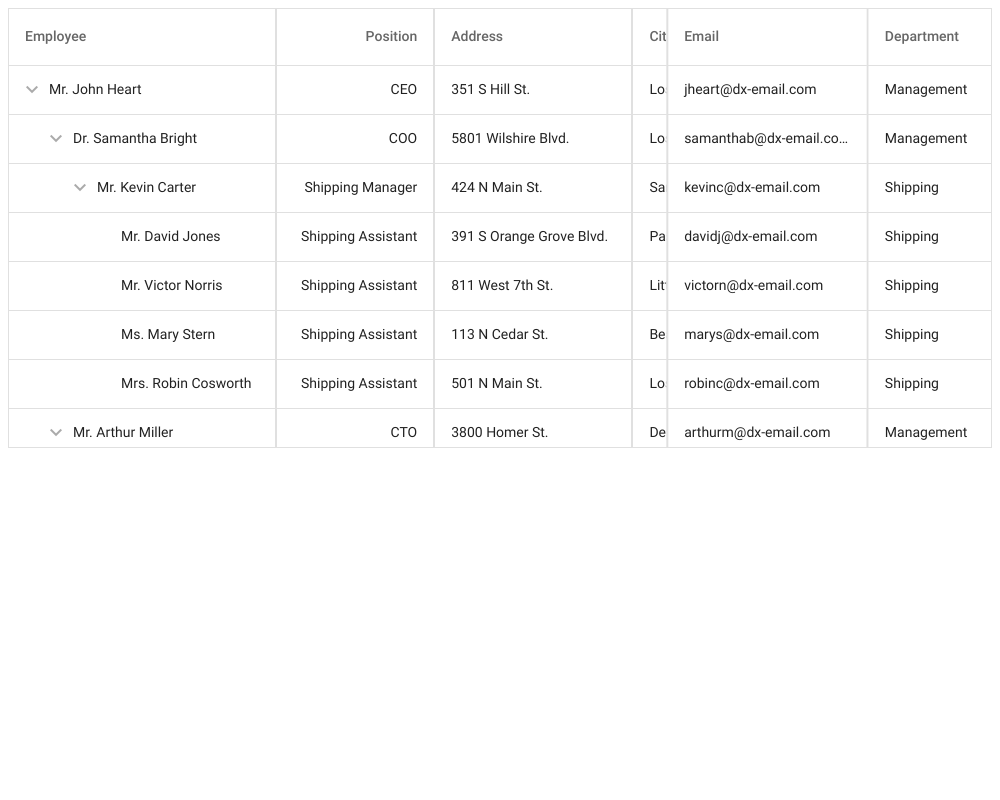 Employee Position Address Cit Email Department
Mr. John Heart CEO 351 S Hill St. Lo jheart@dx-email.com Management
Dr. Samantha Bright COO 5801 Wilshire Blvd. Lo samanthab@dx-email.co... Management
Mr. Kevin Carter Shipping Manager 424 N Main St. Sa kevinc@dx-email.com Shipping
Mr. David Jones Shipping Assistant 391 S Orange Grove Blvd. Pa davidj@dx-email.com Shipping
Mr. Victor Norris Shipping Assistant 811 West 7th St. Lit victorn@dx-email.com Shipping
Ms. Mary Stern Shipping Assistant 113 N Cedar St. Be marys@dx-email.com Shipping
Mrs. Robin Cosworth Shipping Assistant 501 N Main St. Lo robinc@dx-email.com Shipping
Mr. Arthur Miller CTO 3800 Homer St. De arthurm@dx-email.com Management